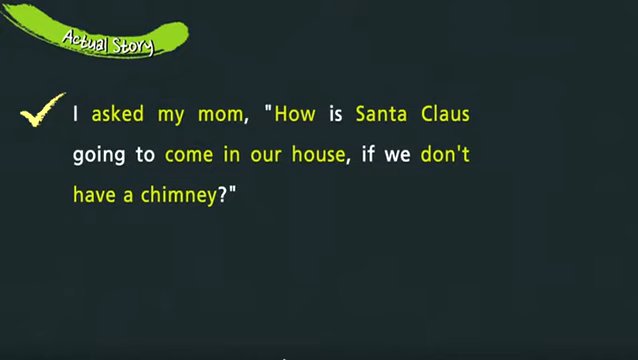 Actual Story
I asked my mom, "How is Santa Claus
going to come in our house, if we don't
have a chimney?"